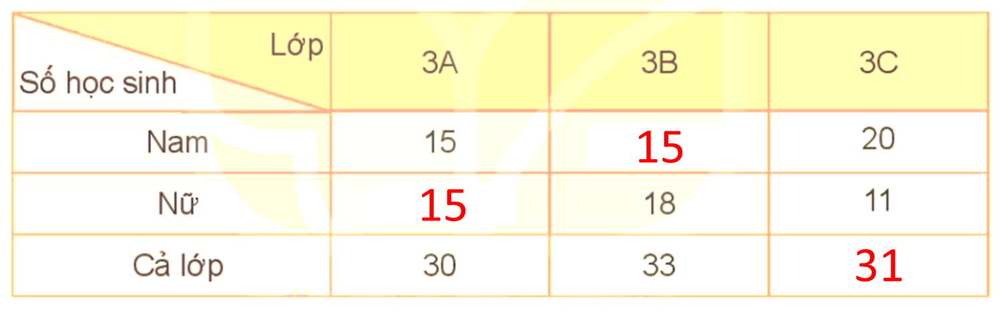 Lớp 3A 3B 3C
Số học sinh
Nam 15 15 20
Nữ 15 18 11
Cả lớp 30 33 31